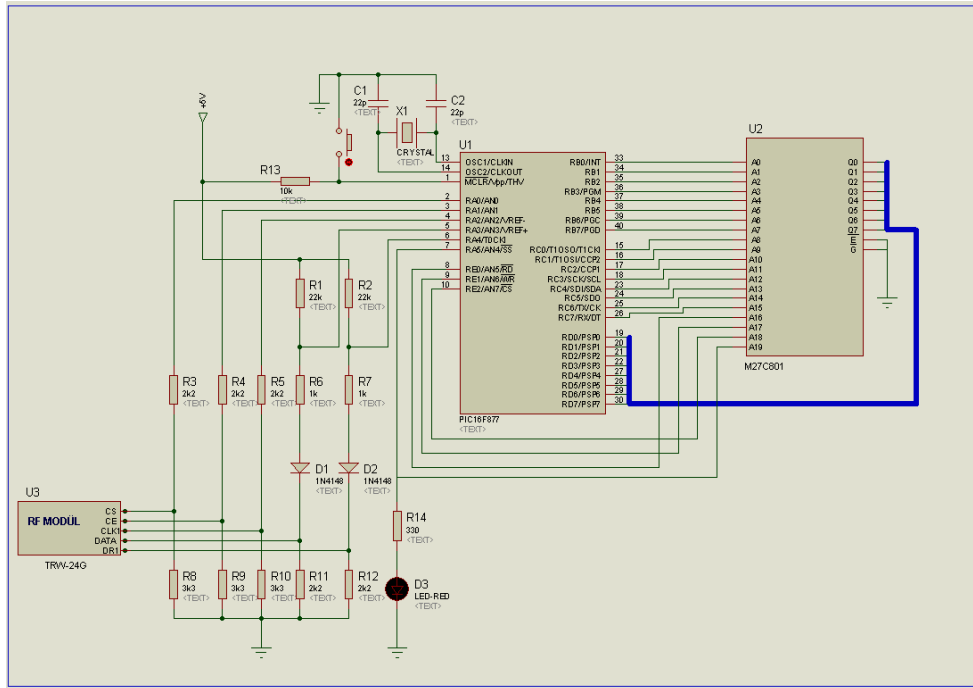 +5V
C1
22p
<TEXT>
X1
CRYSTAL
<TEXT>
C2
22p
<TEXT>
R13
10k
<TEXT>
U1
13 OSC1/CLKIN
14 OSC2/CLKOUT
1 MCLR/Vpp/THV
2 RA0/AN0
3 RA1/AN1
4 RA2/AN2/VREF-
5 RA3/AN3/VREF+
6 RA4/T0CKI
7 RA5/AN4/SS
8 RE0/AN5/RD
9 RE1/AN6/WR
10 RE2/AN7/CS
RB0/INT 33
RB1 34
RB2 35
RB3/PGM 36
RB4 37
RB5 38
RB6/PGC 39
RB7/PGD 40
RC0/T1OSO/T1CKI 15
RC1/T1OSI/CCP2 16
RC2/CCP1 17
RC3/SCK/SCL 18
RC4/SDI/SDA 23
RC5/SDO 24
RC6/TX/CK 25
RC7/RX/DT 26
RD0/PSP0 19
RD1/PSP1 20
RD2/PSP2 21
RD3/PSP3 22
RD4/PSP4 27
RD5/PSP5 28
RD6/PSP6 29
RD7/PSP7 30
PIC16F877
<TEXT>
U2
A0
A1
A2
A3
A4
A5
A6
A7
A8
A9
A10
A11
A12
A13
A14
A15
A16
A17
A18
A19
Q0
Q1
Q2
Q3
Q4
Q5
Q6
Q7
E
G
M27C801
R1
22k
<TEXT>
R2
22k
<TEXT>
R3
2k2
<TEXT>
R4
2k2
<TEXT>
R5
2k2
<TEXT>
R6
1k
<TEXT>
R7
1k
<TEXT>
D1
1N4148
<TEXT>
D2
1N4148
<TEXT>
U3
RF MODÜL
CS
CE
CLK1
DATA
DR1
TRW-24G
R14
330
<TEXT>
R8
3k3
<TEXT>
R9
3k3
<TEXT>
R10
3k3
<TEXT>
R11
2k2
<TEXT>
R12
2k2
<TEXT>
D3
LED-RED
<TEXT>